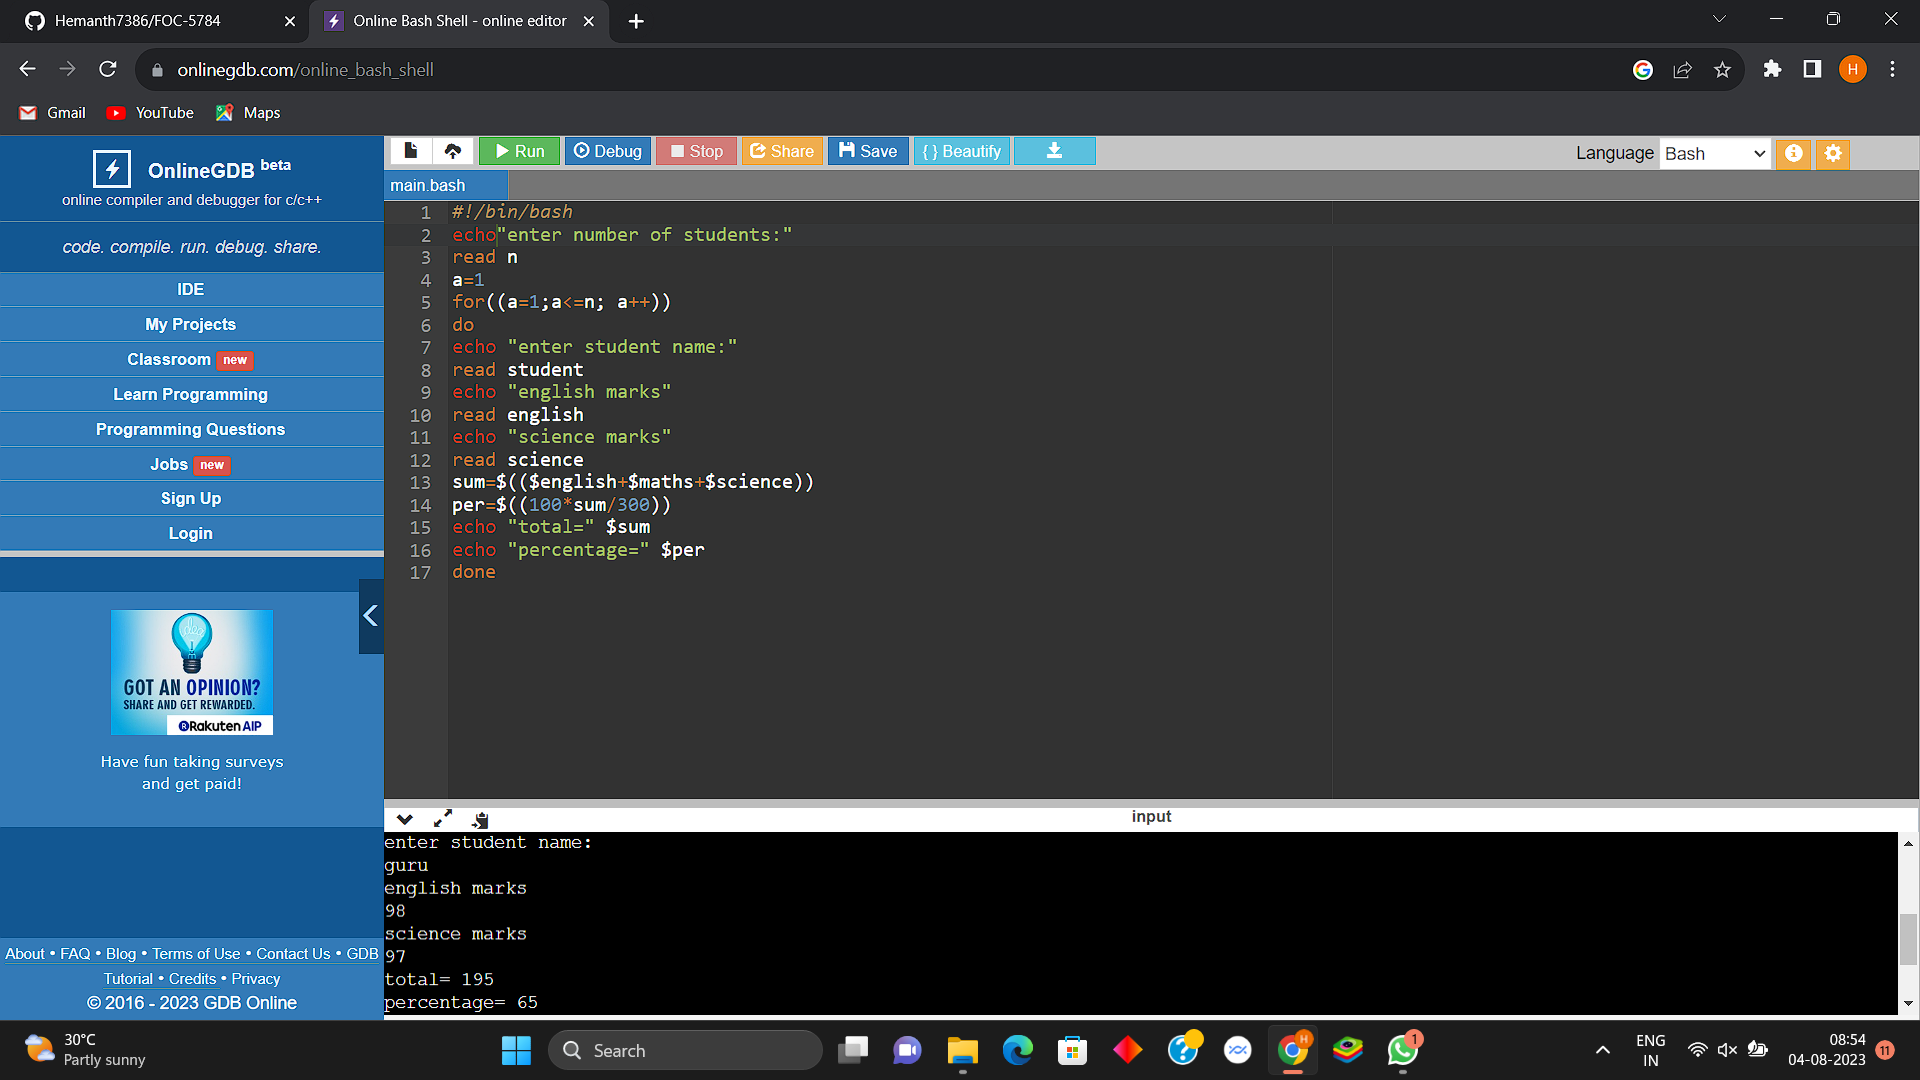 Hemanth7386/FOC-5784
Online Bash Shell - online editor
onlinegdb.com/online_bash_shell
H
Gmail
YouTube
Maps
OnlineGDB beta
online compiler and debugger for c/c++
code. compile. run. debug. share.
IDE
My Projects
Classroom new
Learn Programming
Programming Questions
Jobs new
Sign Up
Login
GOT AN OPINION?
SHARE AND GET REWARDED.
Rakuten AIP
Have fun taking surveys
and get paid!
About • FAQ • Blog • Terms of Use • Contact Us • GDB
Tutorial • Credits • Privacy
© 2016 - 2023 GDB Online
Run Debug Stop Share Save { } Beautify
Language Bash
main.bash
1 #!/bin/bash
2 echo"enter number of students:"
3 read n
4 a=1
5 for((a=1;a<=n; a++))
6 do
7 echo "enter student name:"
8 read student
9 echo "english marks"
10 read english
11 echo "science marks"
12 read science
13 sum=$(($english+$maths+$science))
14 per=$((100*sum/300))
15 echo "total=" $sum
16 echo "percentage=" $per
17 done
input
enter student name:
guru
english marks
98
science marks
97
total= 195
percentage= 65
30°C
Partly sunny
Search
H
1
ENG
IN
08:54
04-08-2023
11